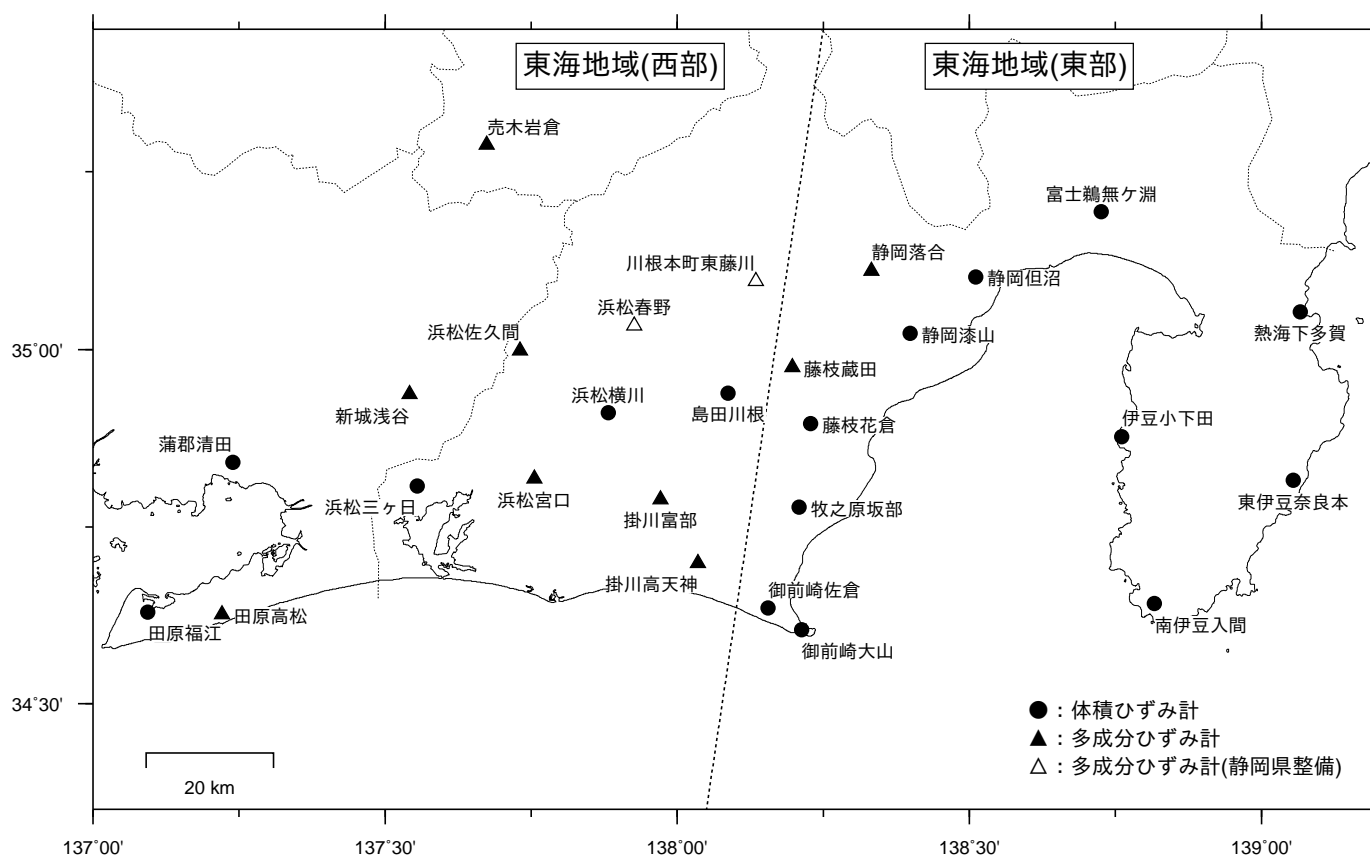 東海地域(西部)
東海地域(東部)
売木岩倉
富士鵜無ケ淵
静岡落合
川根本町東藤川
静岡但沼
浜松春野
浜松佐久間
静岡漆山
熱海下多賀
藤枝蔵田
浜松横川
島田川根
新城浅谷
伊豆小下田
藤枝花倉
蒲郡清田
浜松三ヶ日
浜松宮口
掛川富部
牧之原坂部
東伊豆奈良本
掛川高天神
御前崎佐倉
田原福江
田原高松
南伊豆入間
御前崎大山
35°00'
34°30'
●：体積ひずみ計
▲：多成分ひずみ計
△：多成分ひずみ計(静岡県整備)
20 km
137°00'
137°30'
138°00'
138°30'
139°00'